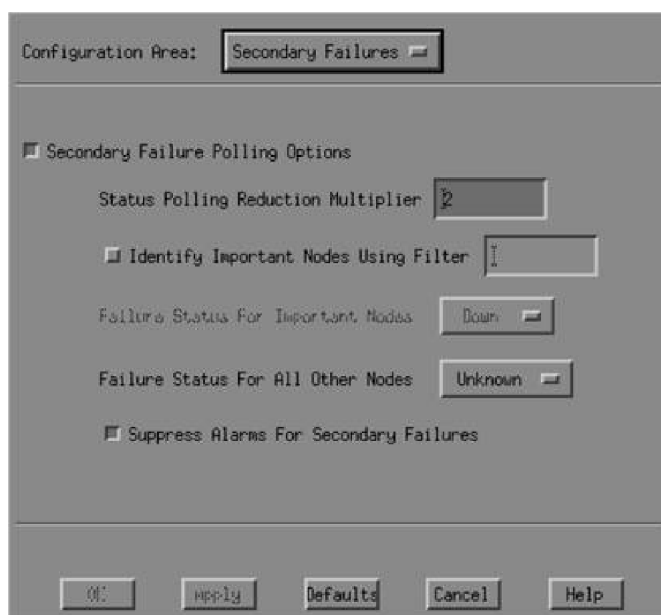 Configuration Area: Secondary Failures
Secondary Failure Polling Options
Status Polling Reduction Multiplier 2
Identify Important Nodes Using Filter
Failure Status For Important Nodes Down
Failure Status For All Other Nodes Unknown
Suppress Alarms For Secondary Failures
OK Apply Defaults Cancel Help